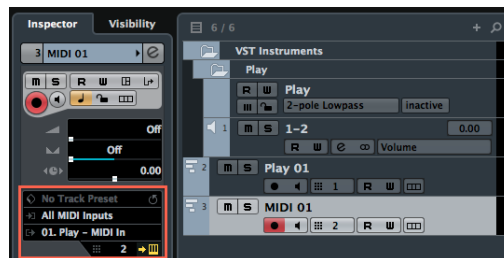 Inspector Visibility
3 MIDI 01 e
m S R W
Off
Off
0.00
No Track Preset
All MIDI Inputs
01. Play – MIDI In
2
6 / 6 +
VST Instruments
Play
R W Play
2-pole Lowpass inactive
1 m S 1–2 0.00
R W e Volume
2 m S Play 01
1 R W
3 m S MIDI 01
2 R W